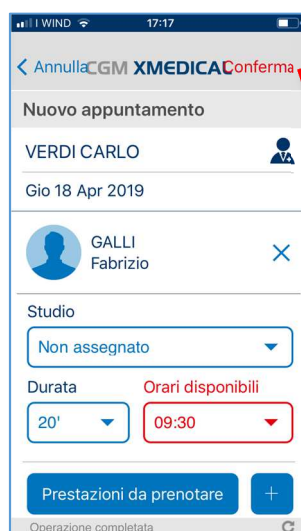 I WIND 17:17
Annulla CGM XMEDICAL Conferma
Nuovo appuntamento
VERDI CARLO
Gio 18 Apr 2019
GALLI
Fabrizio
Studio
Non assegnato
Durata Orari disponibili
20' 09:30
Prestazioni da prenotare +
Operazione completata